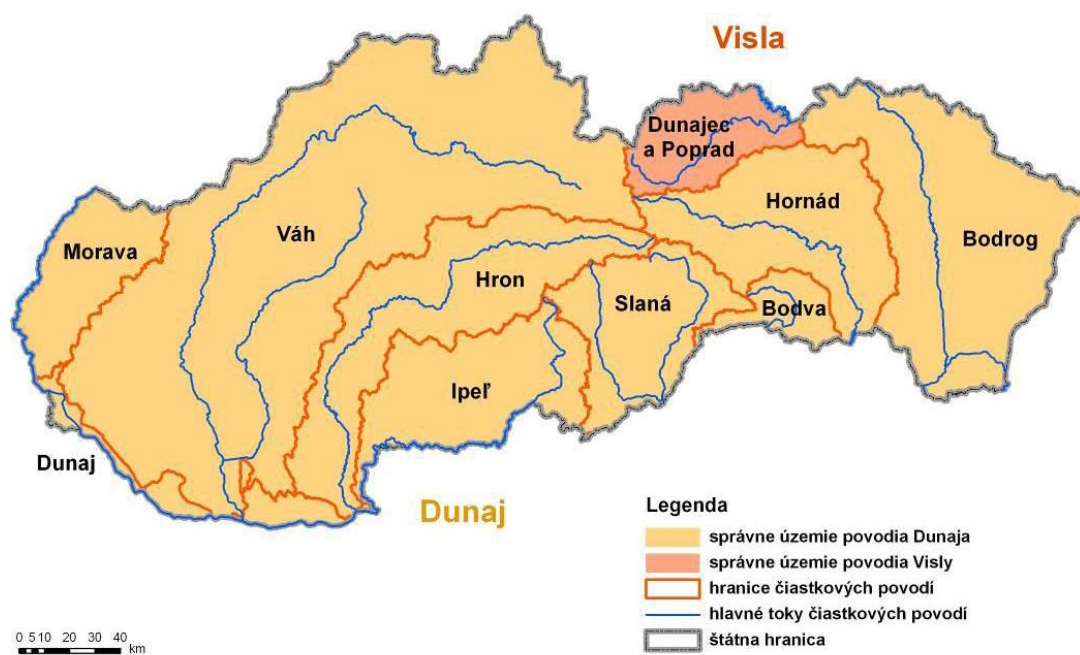 Visla
Dunajec
a Poprad
Hornád
Bodrog
Morava
Váh
Hron
Slaná
Bodva
Ipeľ
Dunaj
Dunaj
Legenda
správne územie povodia Dunaja
správne územie povodia Visly
hranice čiastkových povodí
hlavné toky čiastkových povodí
štátna hranica
0 5 10 20 30 40
km